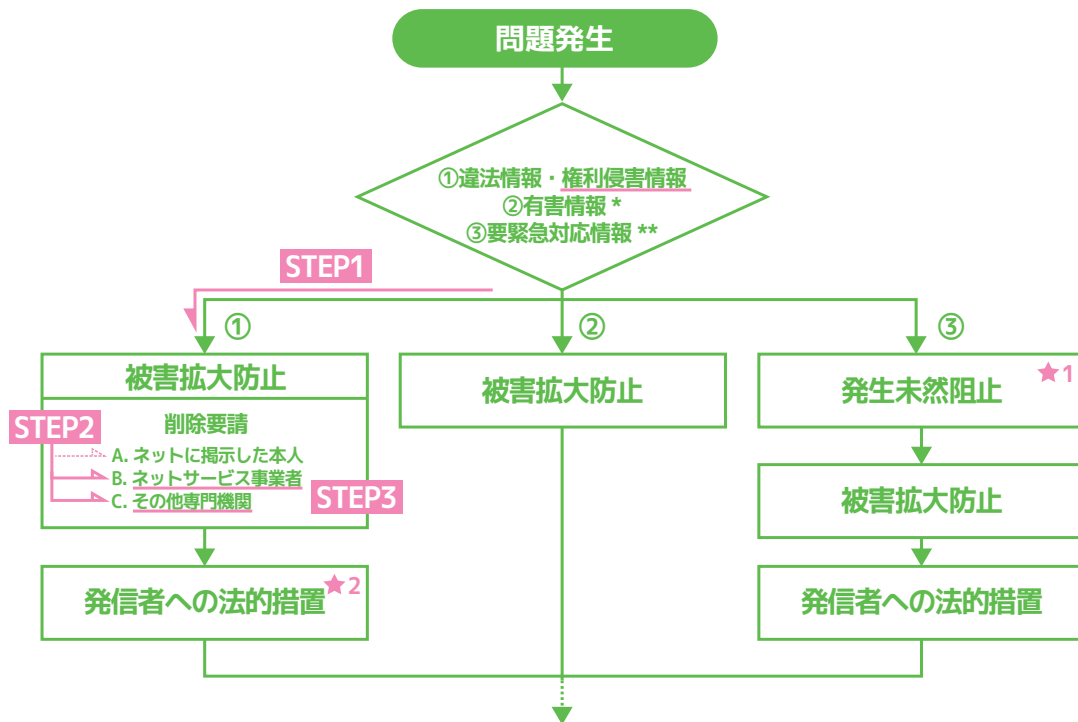 問題発生
①違法情報・権利侵害情報
②有害情報 *
③要緊急対応情報 **
STEP1
①
②
③
被害拡大防止
削除要請
STEP2
A. ネットに掲示した本人
B. ネットサービス事業者
C. その他専門機関
STEP3
発信者への法的措置
★2
被害拡大防止
発生未然阻止
★1
被害拡大防止
発信者への法的措置